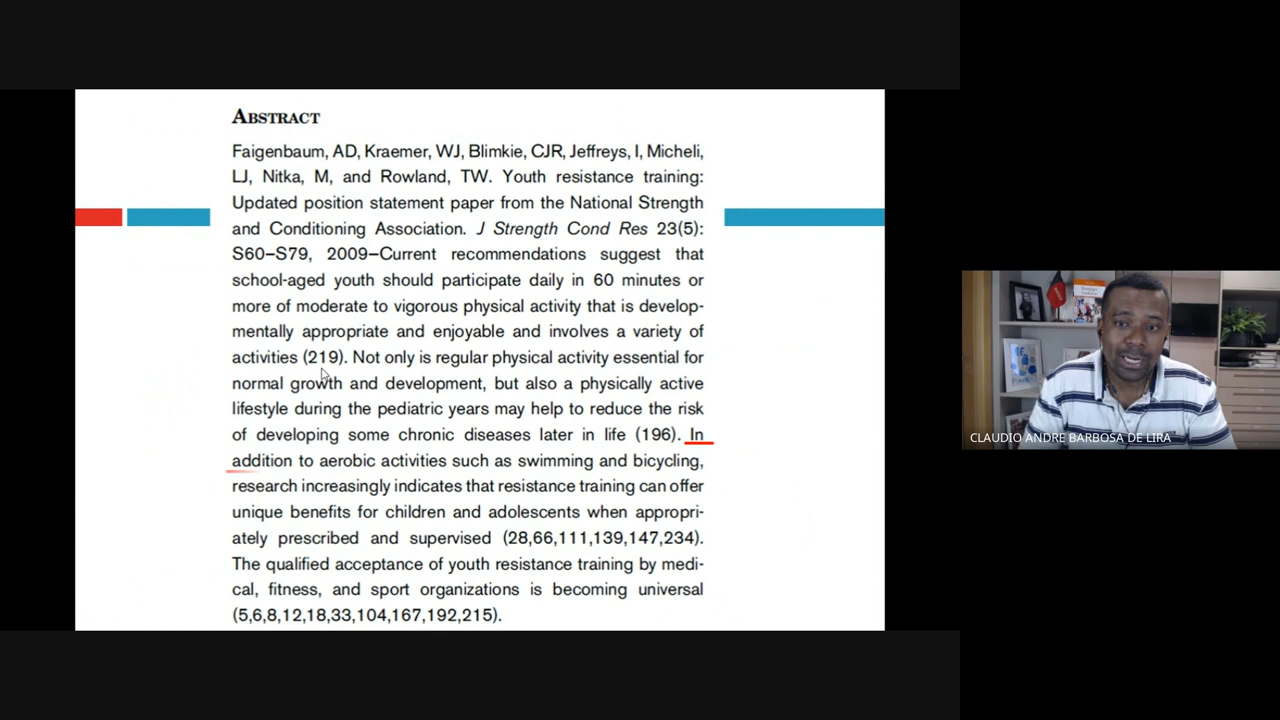 ABSTRACT
Faigenbaum, AD, Kraemer, WJ, Blimkie, CJR, Jeffreys, I, Micheli,
LJ, Nitka, M, and Rowland, TW. Youth resistance training:
Updated position statement paper from the National Strength
and Conditioning Association. J Strength Cond Res 23(5):
S60–S79, 2009—Current recommendations suggest that
school-aged youth should participate daily in 60 minutes or
more of moderate to vigorous physical activity that is develop-
mentally appropriate and enjoyable and involves a variety of
activities (219). Not only is regular physical activity essential for
normal growth and development, but also a physically active
lifestyle during the pediatric years may help to reduce the risk
of developing some chronic diseases later in life (196). In
addition to aerobic activities such as swimming and bicycling,
research increasingly indicates that resistance training can offer
unique benefits for children and adolescents when appropri-
ately prescribed and supervised (28,66,111,139,147,234).
The qualified acceptance of youth resistance training by medi-
cal, fitness, and sport organizations is becoming universal
(5,6,8,12,18,33,104,167,192,215).
CLAUDIO ANDRE BARBOSA DE LIRA